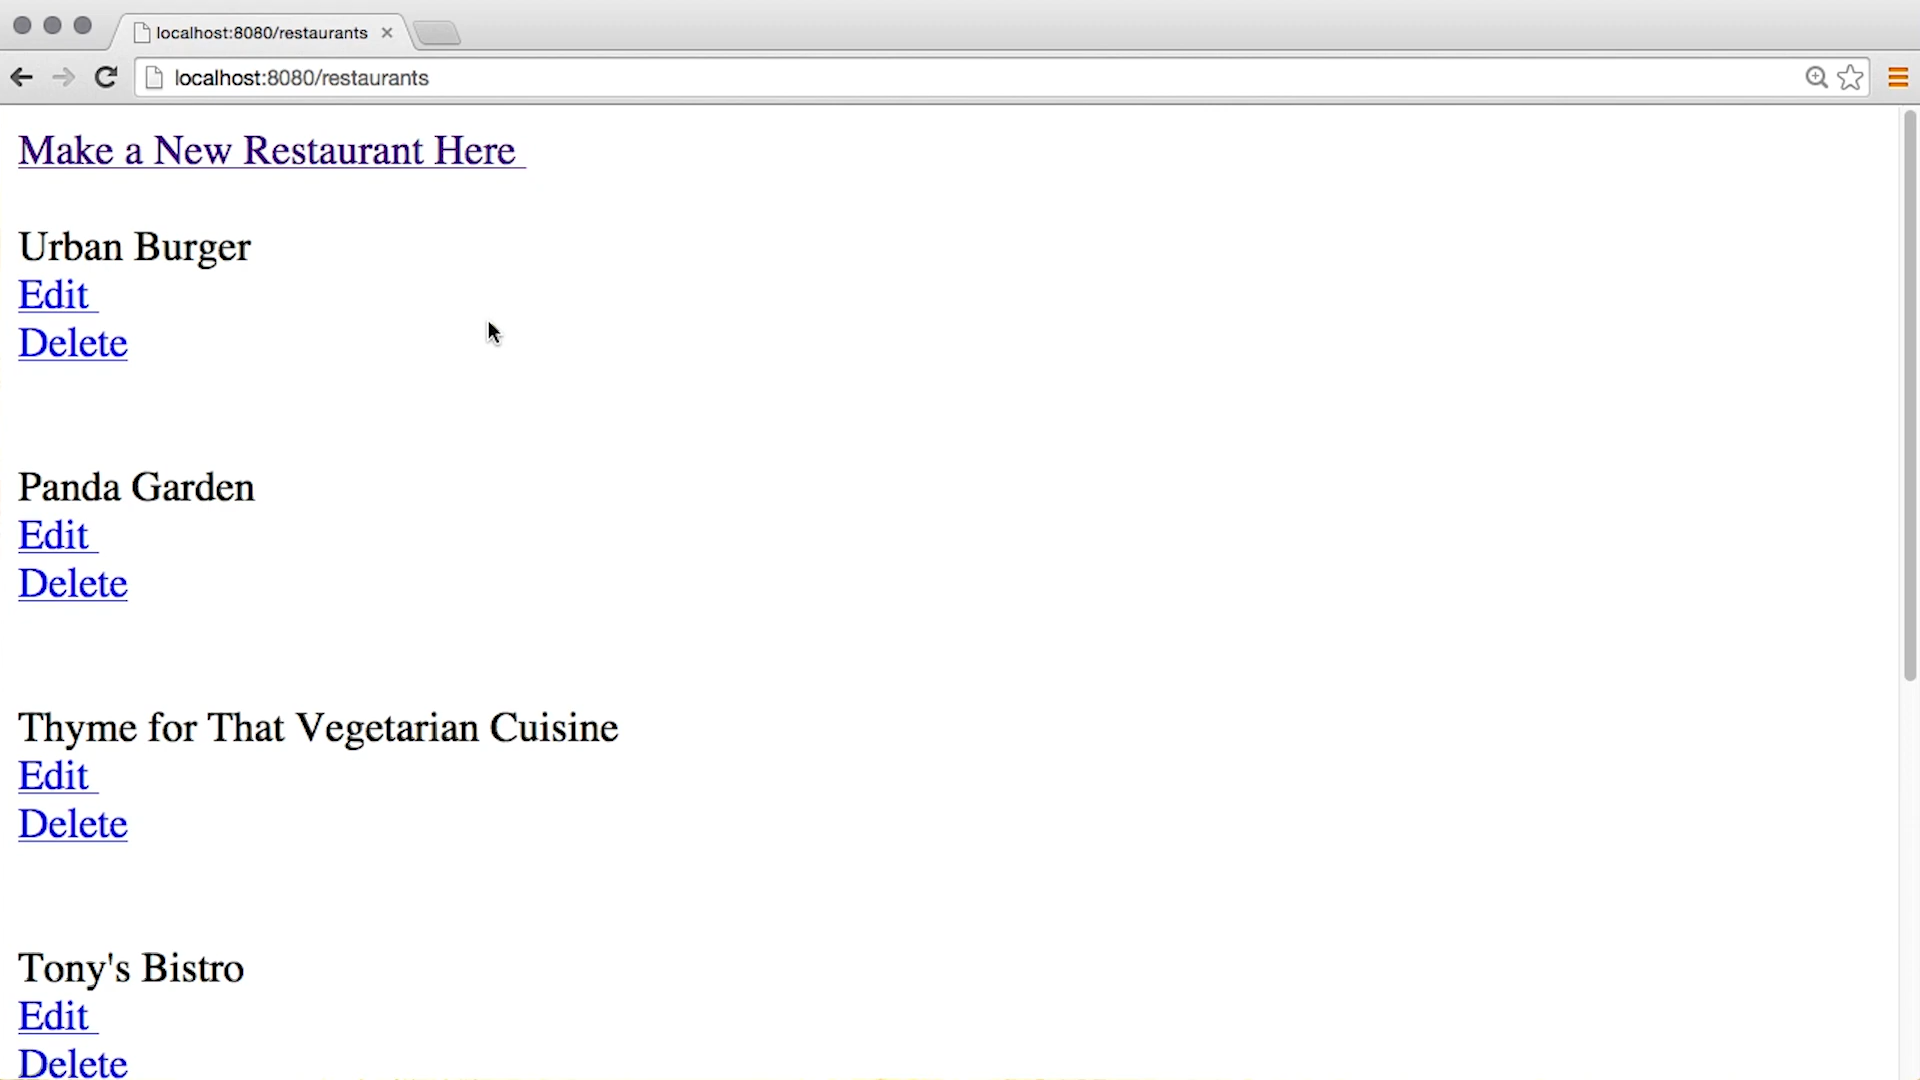 localhost:8080/restaurants
localhost:8080/restaurants
Make a New Restaurant Here
Urban Burger
Edit
Delete
Panda Garden
Edit
Delete
Thyme for That Vegetarian Cuisine
Edit
Delete
Tony's Bistro
Edit
Delete